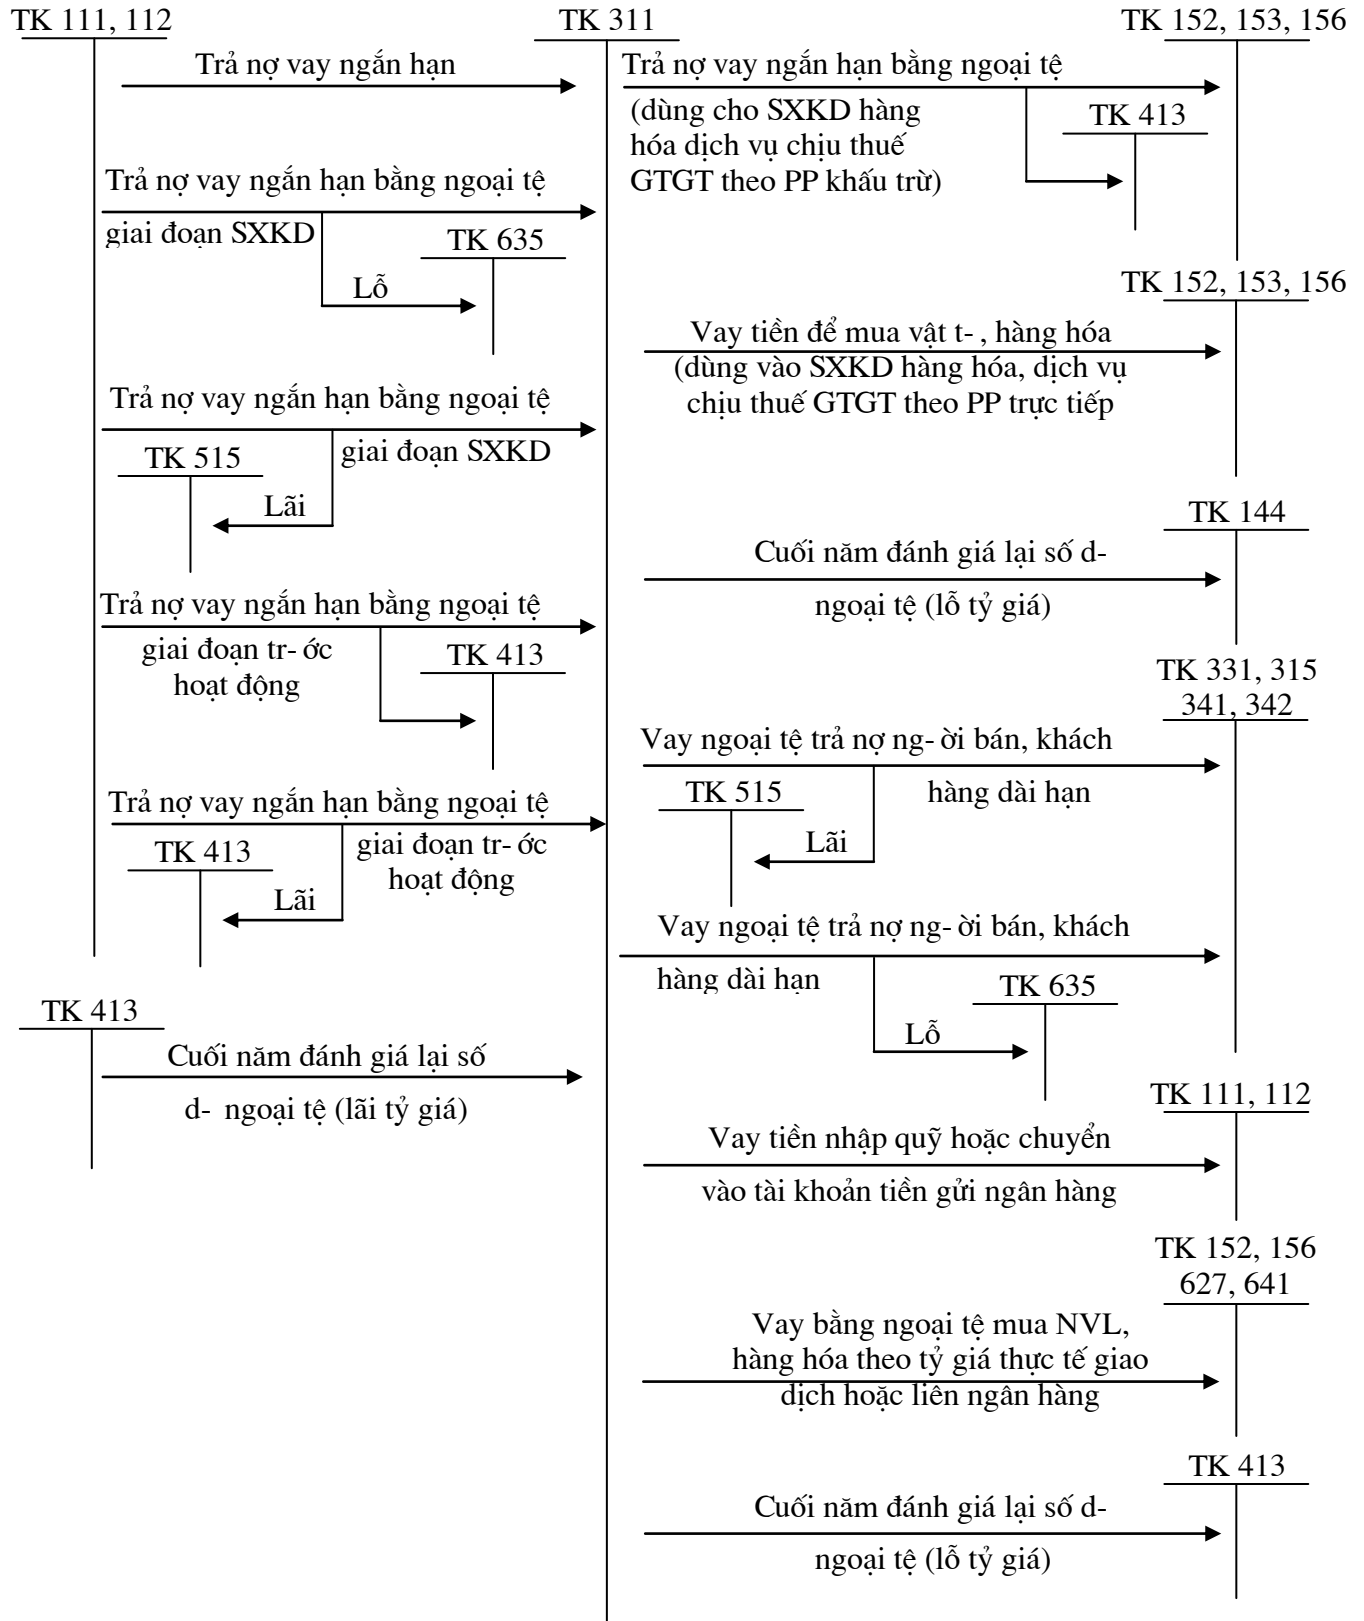 TK 111, 112
TK 311
TK 152, 153, 156
Trả nợ vay ngắn hạn
Trả nợ vay ngắn hạn bằng ngoại tệ
(dùng cho SXKD hàng
hóa dịch vụ chịu thuế
GTGT theo PP khấu trừ)
TK 413
Trả nợ vay ngắn hạn bằng ngoại tệ
giai đoạn SXKD
TK 635
Lỗ
TK 152, 153, 156
Vay tiền để mua vật t- , hàng hóa
(dùng vào SXKD hàng hóa, dịch vụ
chịu thuế GTGT theo PP trực tiếp
Trả nợ vay ngắn hạn bằng ngoại tệ
giai đoạn SXKD
TK 515
Lãi
TK 144
Cuối năm đánh giá lại số d-
ngoại tệ (lỗ tỷ giá)
Trả nợ vay ngắn hạn bằng ngoại tệ
giai đoạn tr- ớc
hoạt động
TK 413
TK 331, 315
341, 342
Vay ngoại tệ trả nợ ng- ời bán, khách
hàng dài hạn
TK 515
Lãi
Trả nợ vay ngắn hạn bằng ngoại tệ
giai đoạn tr- ớc
hoạt động
TK 413
Lãi
Vay ngoại tệ trả nợ ng- ời bán, khách
hàng dài hạn
TK 635
Lỗ
TK 413
Cuối năm đánh giá lại số
d- ngoại tệ (lãi tỷ giá)
TK 111, 112
Vay tiền nhập quỹ hoặc chuyển
vào tài khoản tiền gửi ngân hàng
TK 152, 156
627, 641
Vay bằng ngoại tệ mua NVL,
hàng hóa theo tỷ giá thực tế giao
dịch hoặc liên ngân hàng
TK 413
Cuối năm đánh giá lại số d-
ngoại tệ (lỗ tỷ giá)